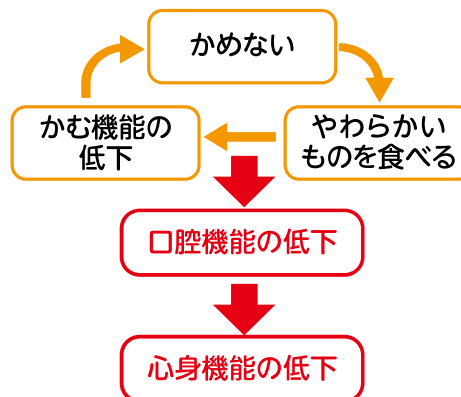 かめない
かむ機能の
低下
やわらかい
ものを食べる
口腔機能の低下
心身機能の低下